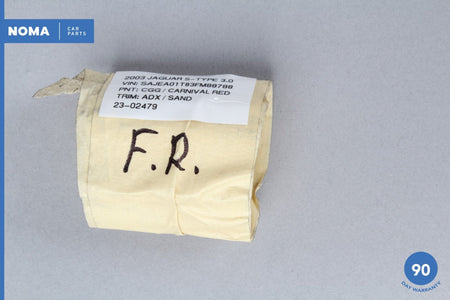 NOMA CAR PARTS
2003 JAGUAR S-TYPE 3.0
VIN: SAJEA01T83FM88788
PNT: CGG / CARNIVAL RED
TRIM: ADX / SAND
23-02479
F.R.
90
DAY WARRANTY